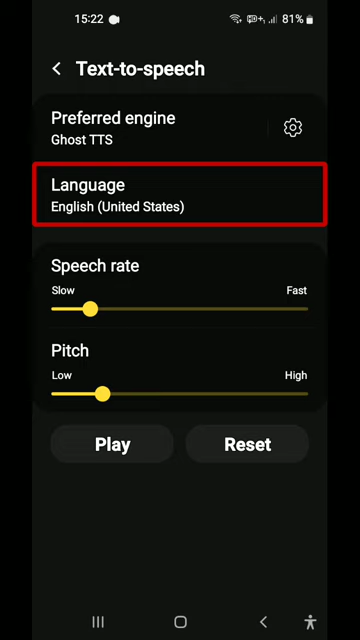 15:22 81%
Text-to-speech
Preferred engine
Ghost TTS
Language
English (United States)
Speech rate
Slow Fast
Pitch
Low High
Play Reset